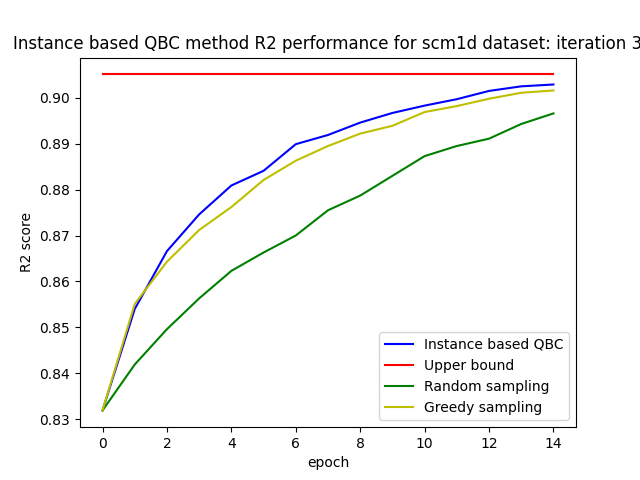 Instance based QBC method R2 performance for scm1d dataset: iteration 3
0.90
0.89
0.88
0.87
0.86
0.85
0.84
0.83
R2 score
Instance based QBC
Upper bound
Random sampling
Greedy sampling
0 2 4 6 8 10 12 14
epoch